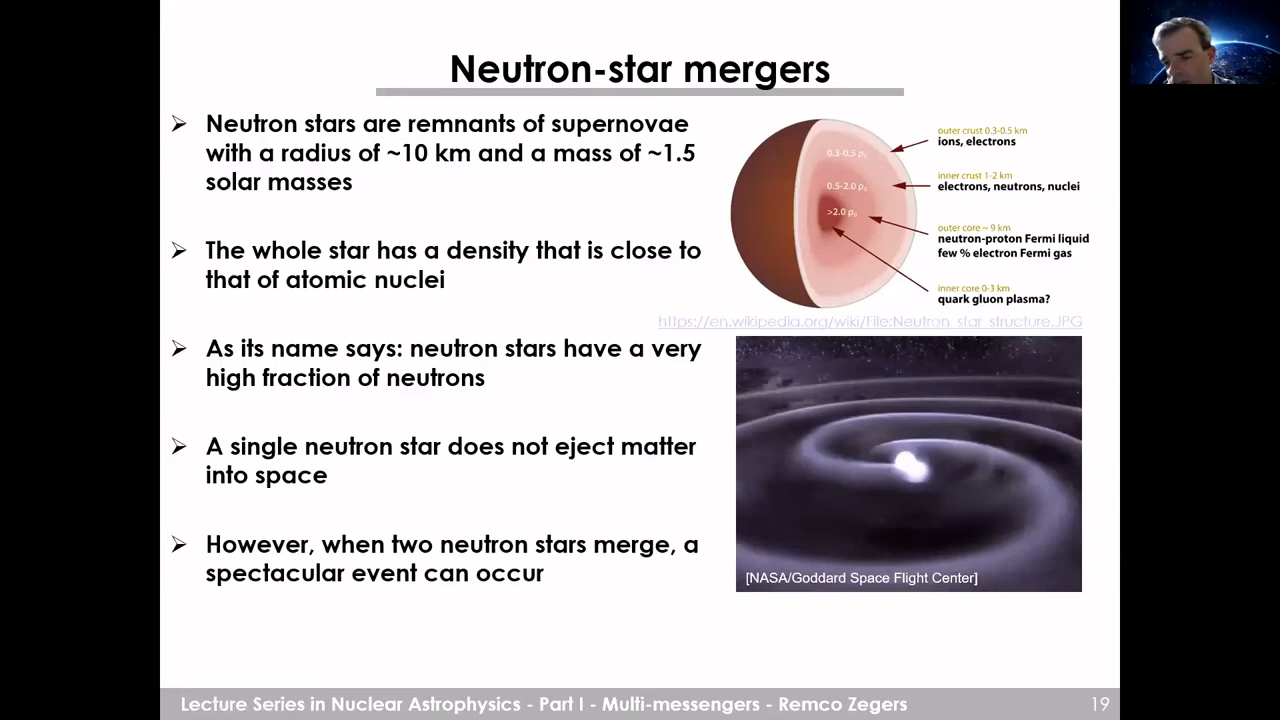 Neutron-star mergers
➢ Neutron stars are remnants of supernovae
with a radius of ~10 km and a mass of ~1.5
solar masses
➢ The whole star has a density that is close to
that of atomic nuclei
➢ As its name says: neutron stars have a very
high fraction of neutrons
➢ A single neutron star does not eject matter
into space
➢ However, when two neutron stars merge, a
spectacular event can occur
0.3-0.5 ρ₀
0.5-2.0 ρ₀
>2.0 ρ₀
outer crust 0.3-0.5 km
ions, electrons
inner crust 1-2 km
electrons, neutrons, nuclei
outer core ~ 9 km
neutron-proton Fermi liquid
few % electron Fermi gas
inner core 0-3 km
quark gluon plasma?
https://en.wikipedia.org/wiki/File:Neutron_star_structure.JPG
[NASA/Goddard Space Flight Center]
Lecture Series in Nuclear Astrophysics - Part I - Multi-messengers - Remco Zegers
19